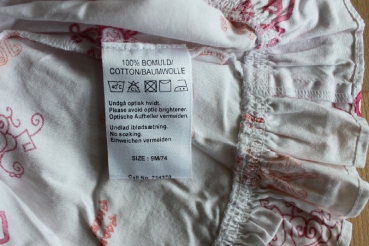 100% BOMULD/
COTTON/BAUMWOLLE
Undgå optisk hvidt.
Please avoid optic brightener.
Optische Aufheller vermeiden.
Undlad iblødsætning.
No soaking.
Einweichen vermeiden.
SIZE : 9M/74